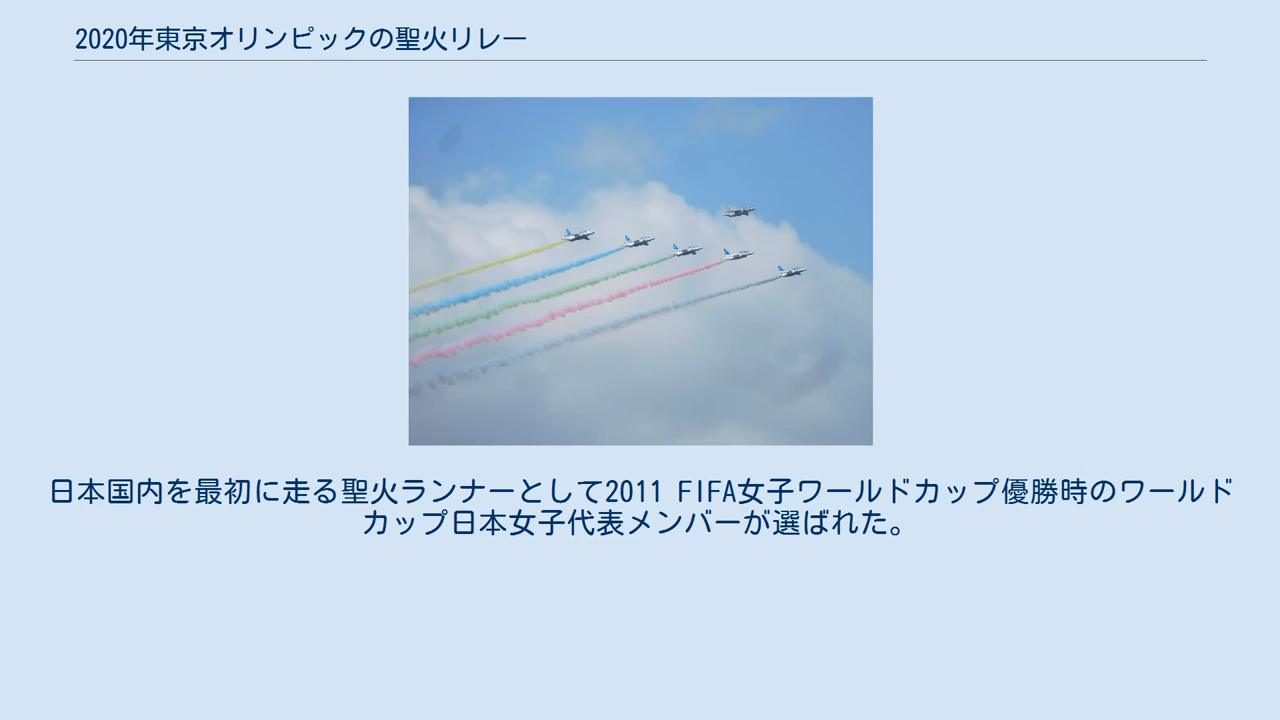 2020年東京オリンピックの聖火リレー
日本国内を最初に走る聖火ランナーとして2011 FIFA女子ワールドカップ優勝時のワールド
カップ日本女子代表メンバーが選ばれた。